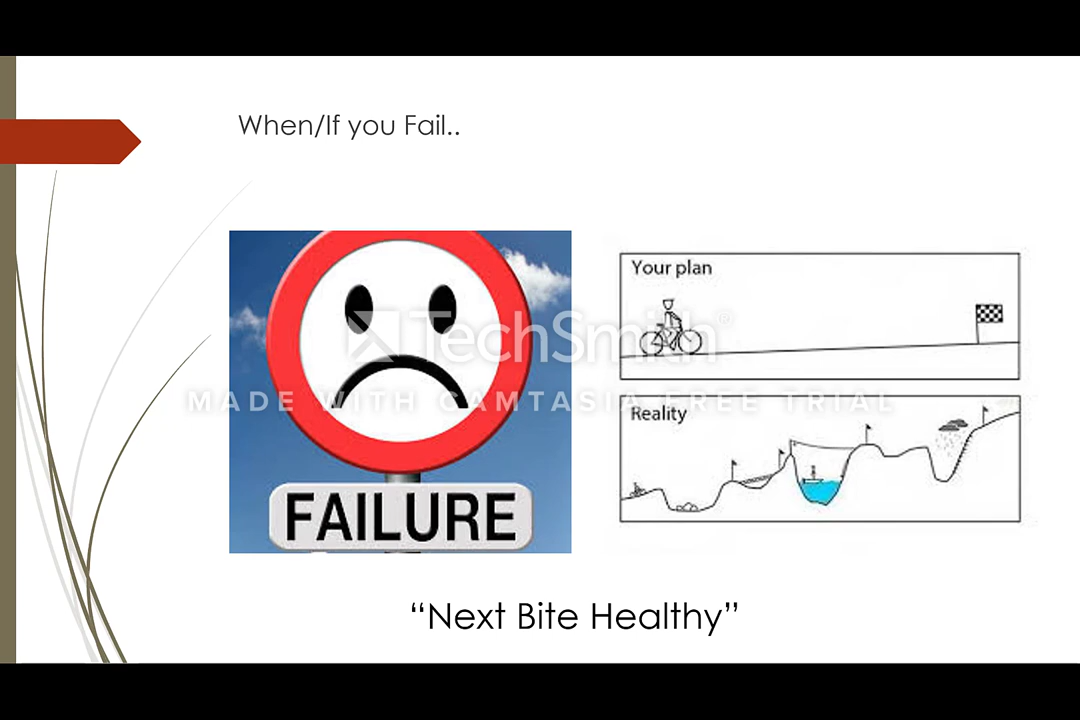 When/If you Fail..
Your plan
TechSmith®
MADE WITH CAMTASIA FREE TRIAL
Reality
FAILURE
“Next Bite Healthy”